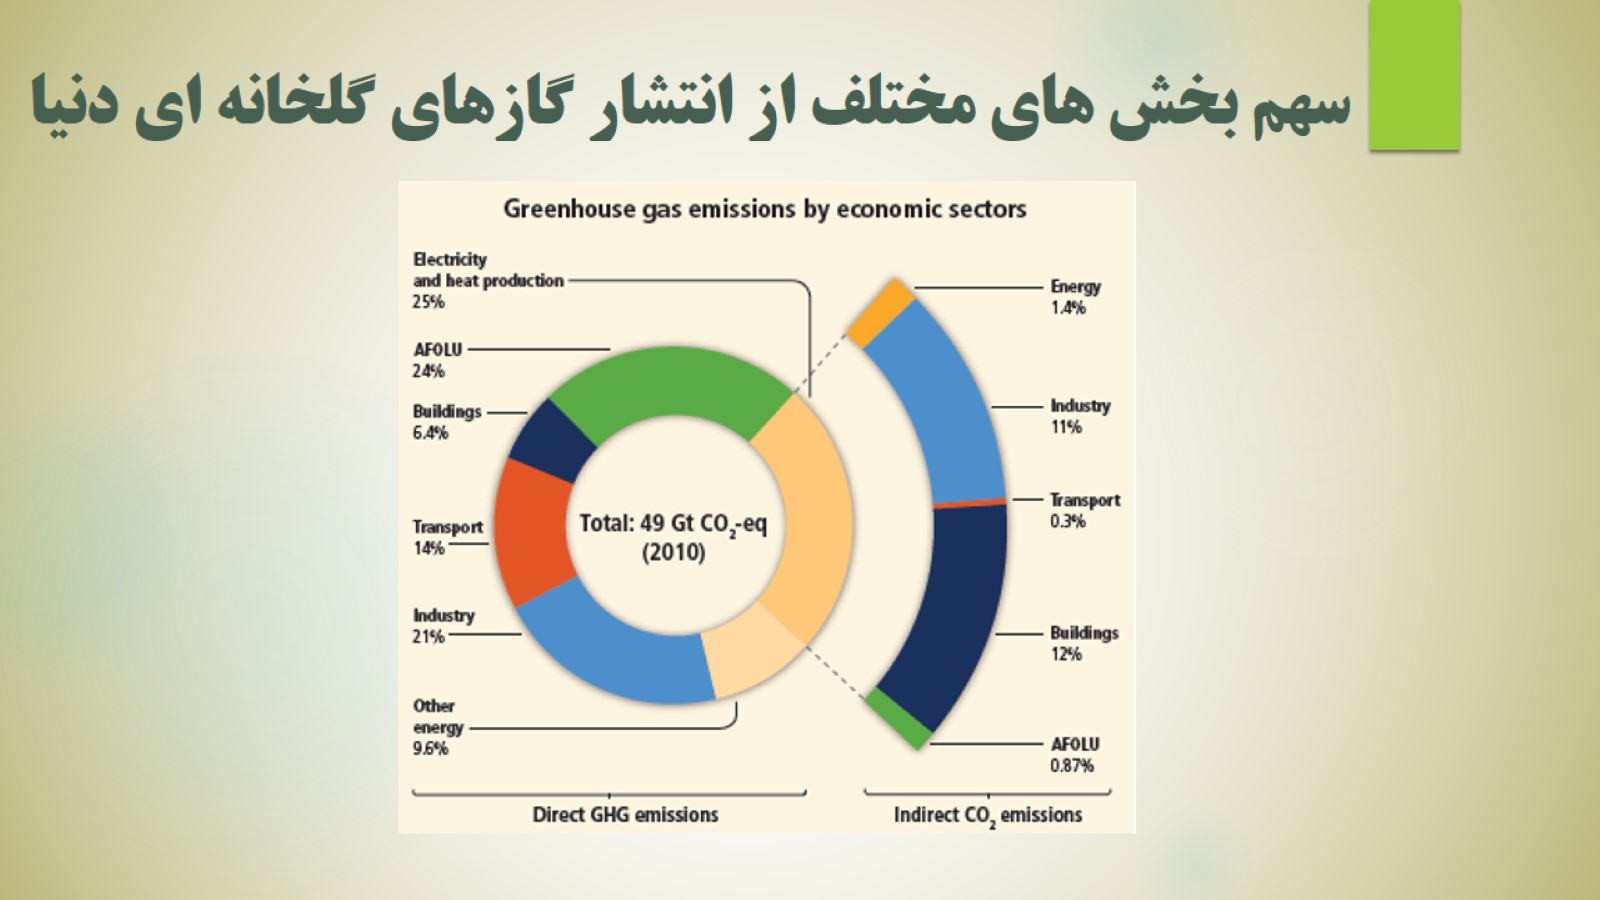 سهم بخش های مختلف از انتشار گازهای گلخانه ای دنیا
Greenhouse gas emissions by economic sectors
Electricity
and heat production
25%
AFOLU
24%
Buildings
6.4%
Transport
14%
Industry
21%
Other
energy
9.6%
Total: 49 Gt CO₂-eq
(2010)
Energy
1.4%
Industry
11%
Transport
0.3%
Buildings
12%
AFOLU
0.87%
Direct GHG emissions
Indirect CO₂ emissions